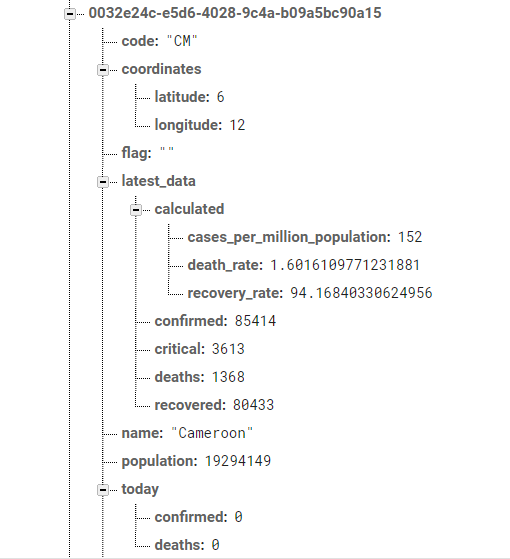 0032e24c-e5d6-4028-9c4a-b09a5bc90a15
code: "CM"
coordinates
latitude: 6
longitude: 12
flag: ""
latest_data
calculated
cases_per_million_population: 152
death_rate: 1.6016109771231881
recovery_rate: 94.16840330624956
confirmed: 85414
critical: 3613
deaths: 1368
recovered: 80433
name: "Cameroon"
population: 19294149
today
confirmed: 0
deaths: 0